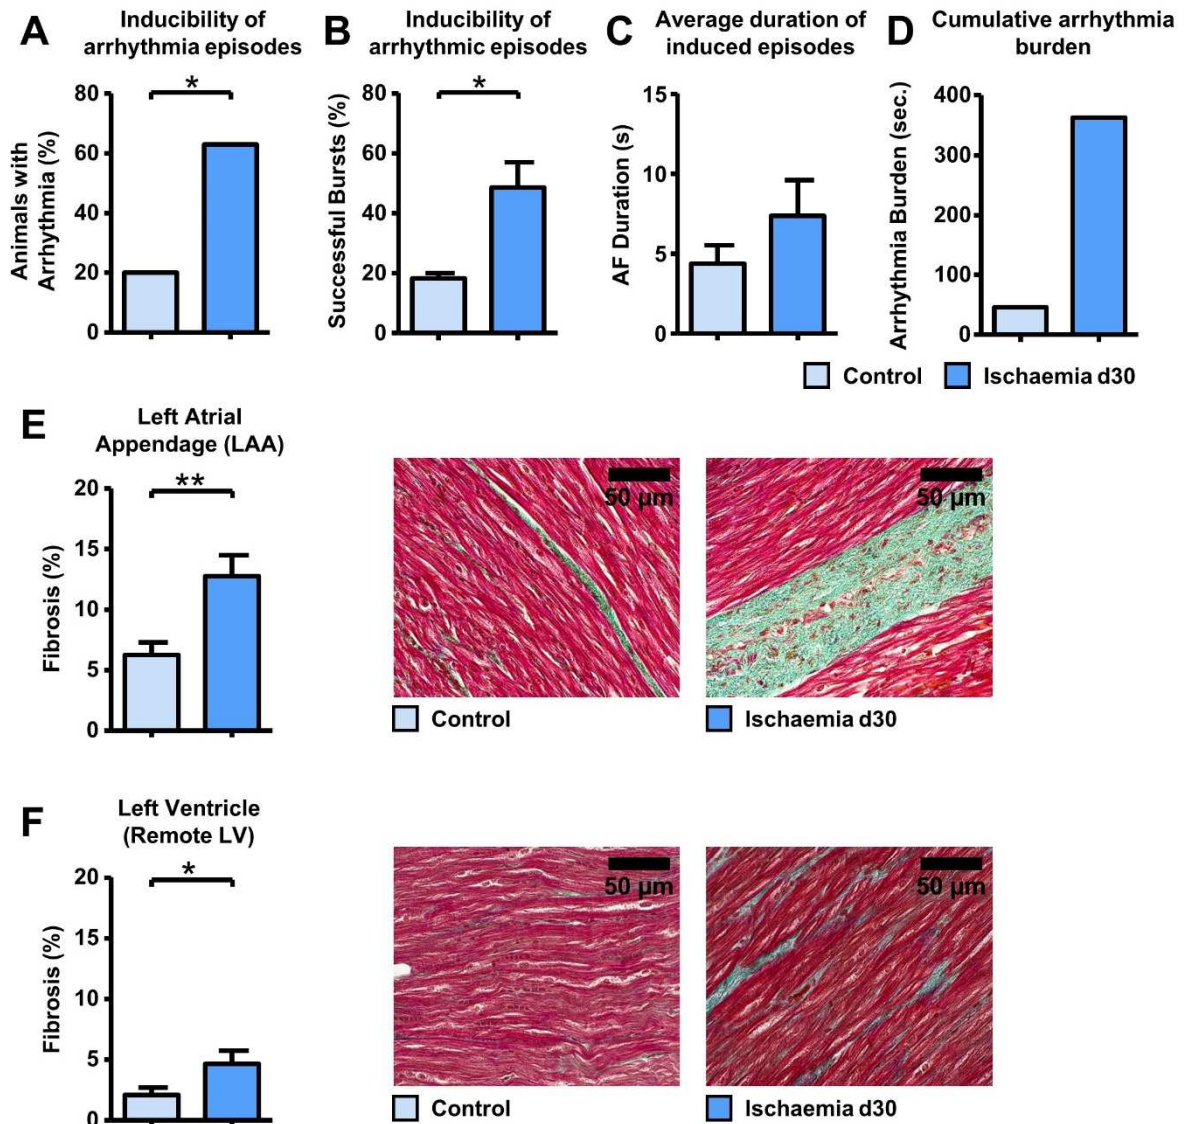 A
Inducibility of
arrhythmia episodes
*
80
60
40
20
0
Animals with
Arrhythmia (%)
B
Inducibility of
arrhythmic episodes
*
80
60
40
20
0
Successful Bursts (%)
C
Average duration of
induced episodes
15
10
5
0
AF Duration (s)
D
Cumulative arrhythmia
burden
400
300
200
100
0
Arrhythmia Burden (sec.)
Control
Ischaemia d30
E
Left Atrial
Appendage (LAA)
**
20
15
10
5
0
Fibrosis (%)
50 µm
Control
50 µm
Ischaemia d30
F
Left Ventricle
(Remote LV)
*
20
15
10
5
0
Fibrosis (%)
50 µm
Control
50 µm
Ischaemia d30